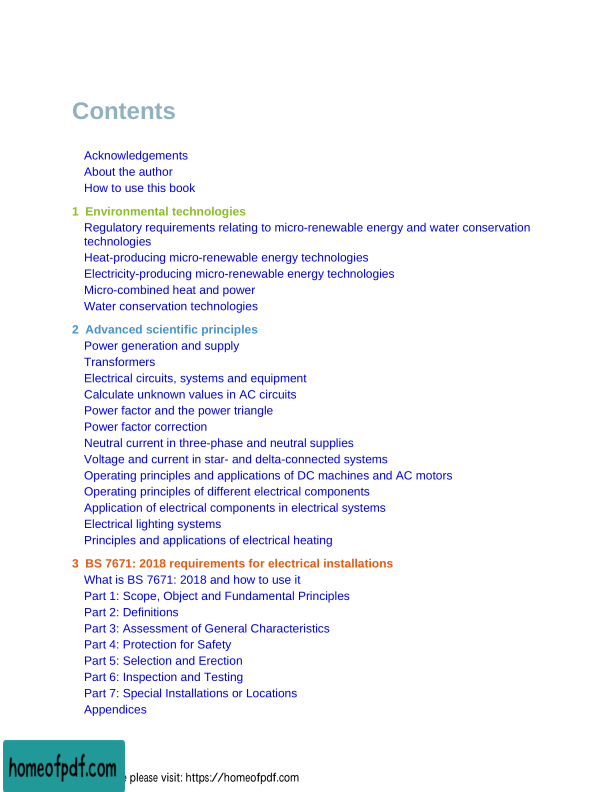 Contents
Acknowledgements
About the author
How to use this book
1 Environmental technologies
Regulatory requirements relating to micro-renewable energy and water conservation
technologies
Heat-producing micro-renewable energy technologies
Electricity-producing micro-renewable energy technologies
Micro-combined heat and power
Water conservation technologies
2 Advanced scientific principles
Power generation and supply
Transformers
Electrical circuits, systems and equipment
Calculate unknown values in AC circuits
Power factor and the power triangle
Power factor correction
Neutral current in three-phase and neutral supplies
Voltage and current in star- and delta-connected systems
Operating principles and applications of DC machines and AC motors
Operating principles of different electrical components
Application of electrical components in electrical systems
Electrical lighting systems
Principles and applications of electrical heating
3 BS 7671: 2018 requirements for electrical installations
What is BS 7671: 2018 and how to use it
Part 1: Scope, Object and Fundamental Principles
Part 2: Definitions
Part 3: Assessment of General Characteristics
Part 4: Protection for Safety
Part 5: Selection and Erection
Part 6: Inspection and Testing
Part 7: Special Installations or Locations
Appendices
homeofpdf.com
please visit: https://homeofpdf.com